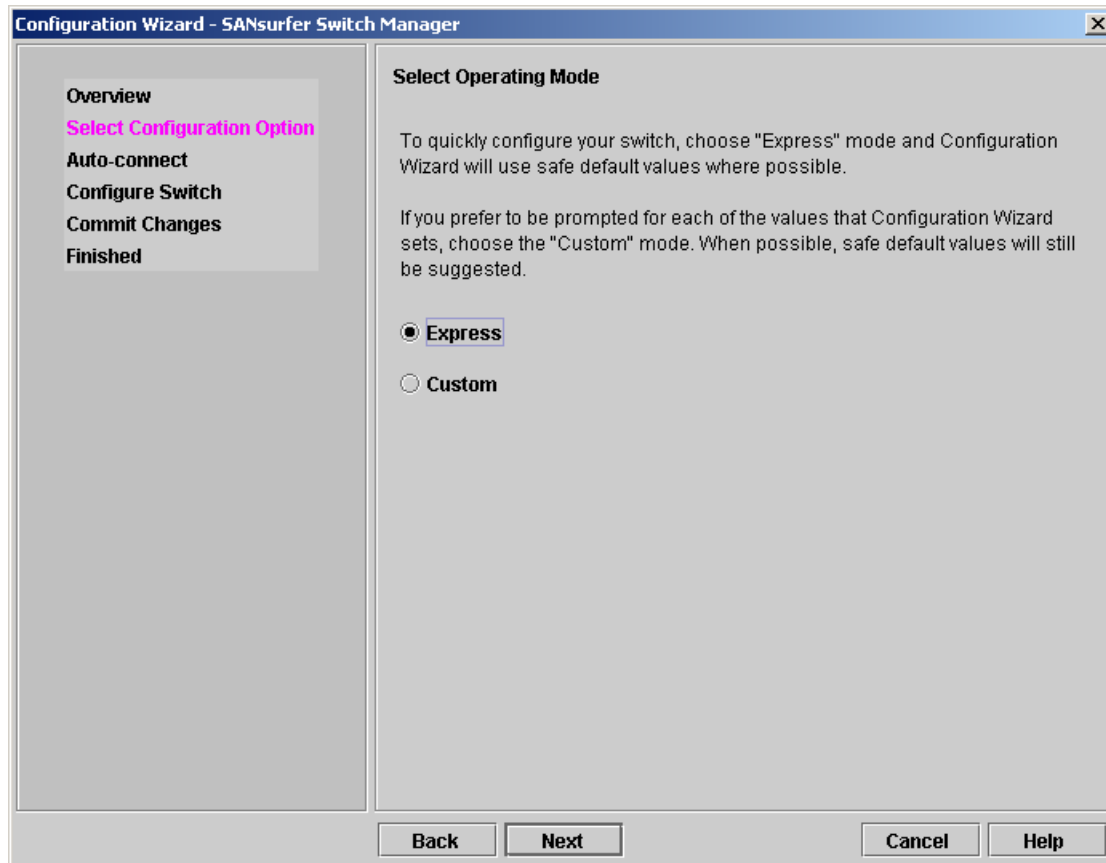 Configuration Wizard - SANsurfer Switch Manager
Overview
Select Configuration Option
Auto-connect
Configure Switch
Commit Changes
Finished
Select Operating Mode
To quickly configure your switch, choose "Express" mode and Configuration
Wizard will use safe default values where possible.
If you prefer to be prompted for each of the values that Configuration Wizard
sets, choose the "Custom" mode. When possible, safe default values will still
be suggested.
Express
Custom
Back
Next
Cancel
Help